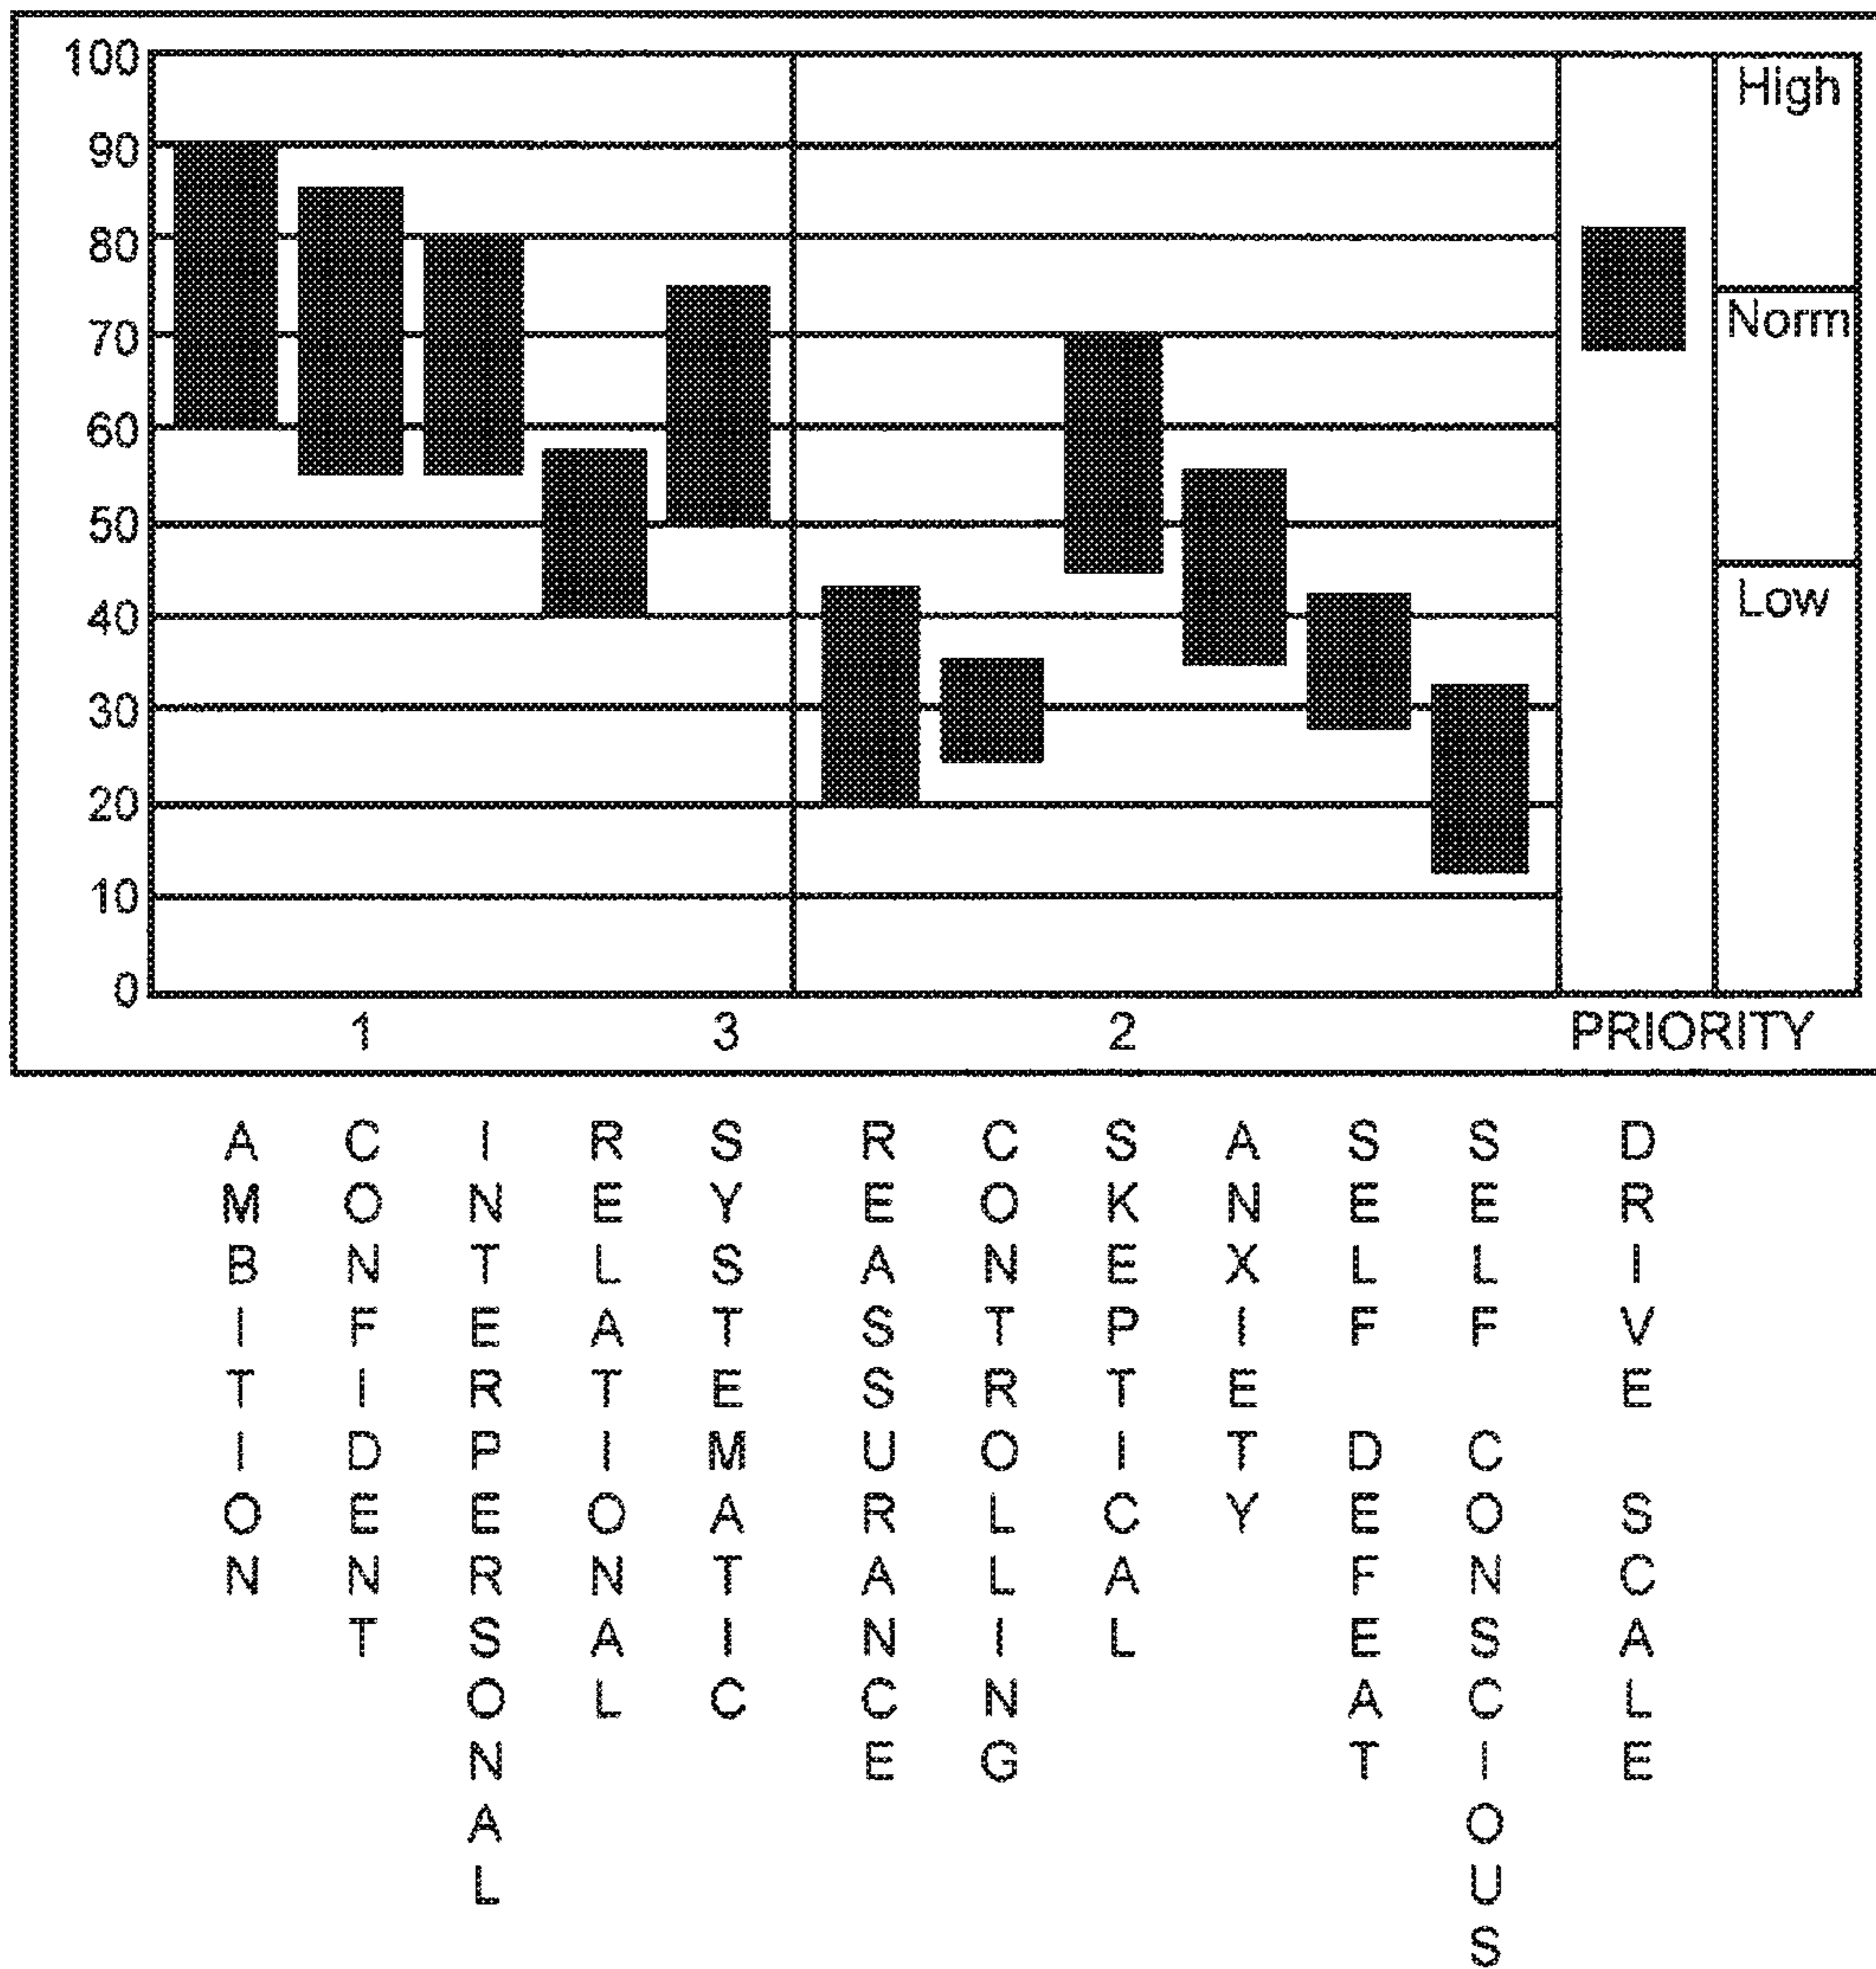 100
90
80
70
60
50
40
30
20
10
0
High
Norm
Low
1 3 2 PRIORITY
AMBITION
CONFIDENT
INTERPERSONAL
RELATIONAL
SYSTEMATIC
REASSURANCE
CONTROLLING
SKEPTICAL
ANXIETY
SELF DEFEAT
SELF CONSCIOUS
DRIVE SCALE